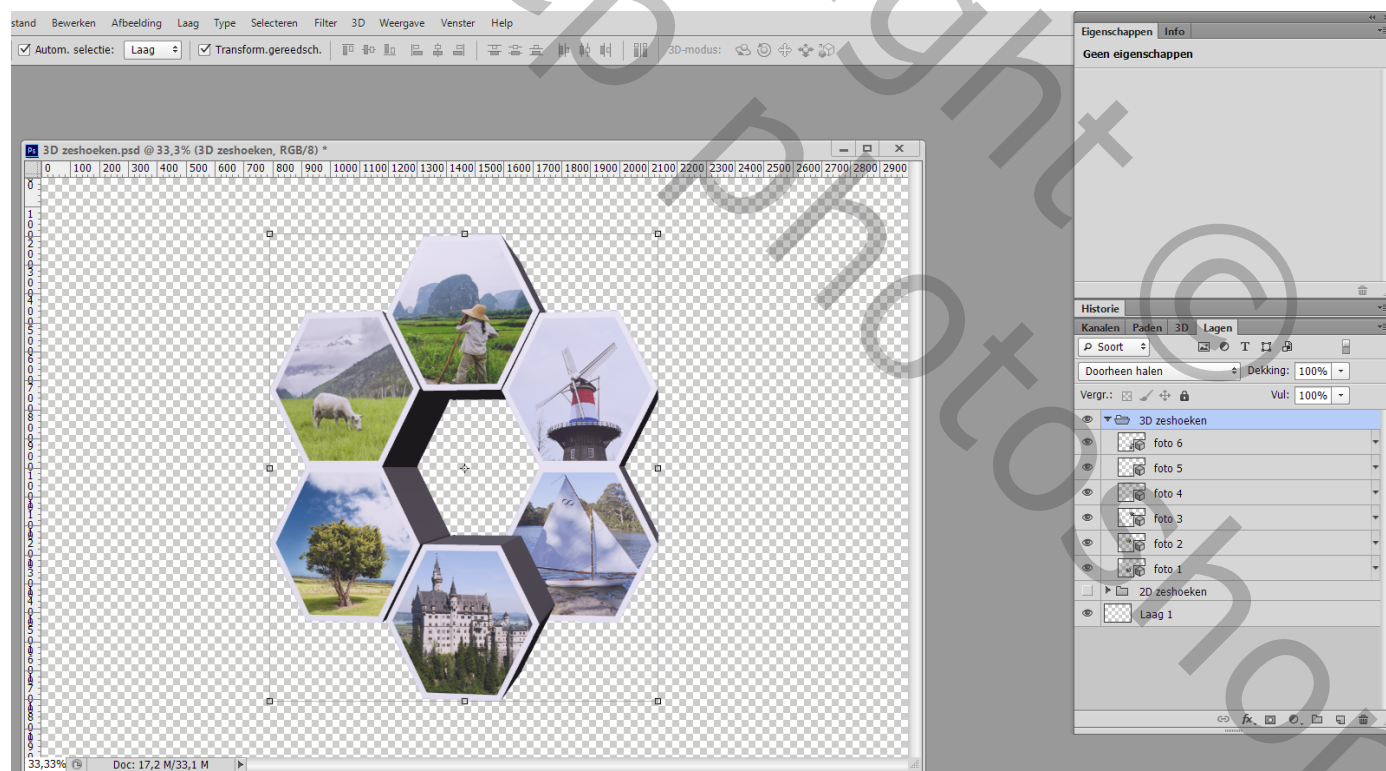 stand Bewerken Afbeelding Laag Type Selecteren Filter 3D Weergave Venster Help
Autom. selectie: Laag Transform.gereedsch. 3D-modus:
Eigenschappen Info
Geen eigenschappen
Ps 3D zeshoeken.psd @ 33,3% (3D zeshoeken, RGB/8) *
0 100 200 300 400 500 600 700 800 900 1000 1100 1200 1300 1400 1500 1600 1700 1800 1900 2000 2100 2200 2300 2400 2500 2600 2700 2800 2900
Historie
Kanalen Paden 3D Lagen
Soort
Doorheen halen Dekking: 100%
Vergr.: Vul: 100%
3D zeshoeken
foto 6
foto 5
foto 4
foto 3
foto 2
foto 1
2D zeshoeken
Laag 1
fx
33,33% Doc: 17,2 M/33,1 M
photoshop
©